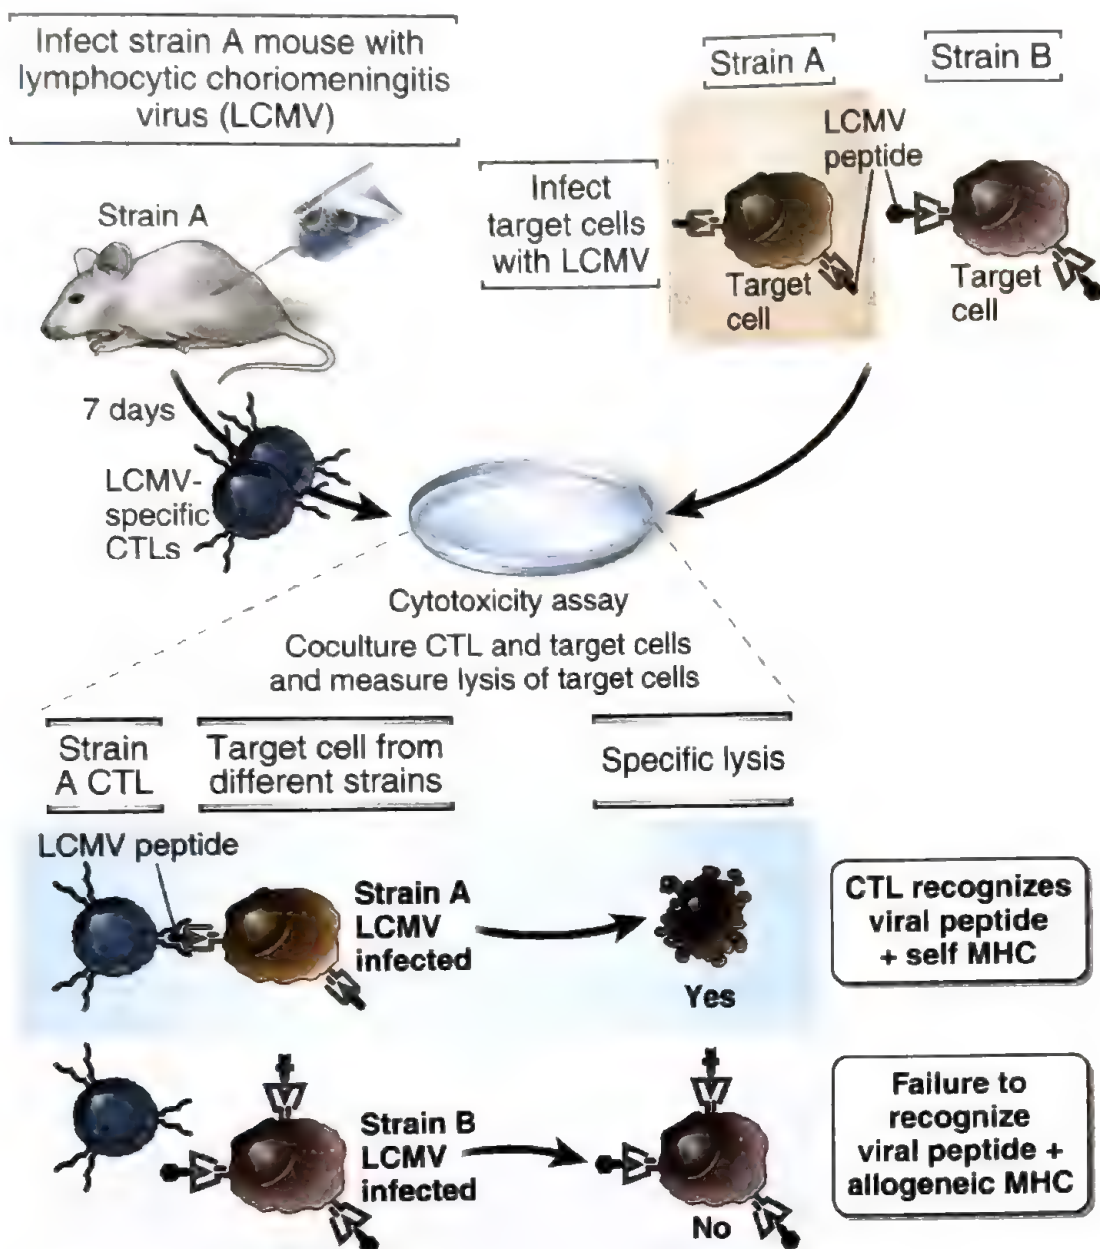 Infect strain A mouse with
lymphocytic choriomeningitis
virus (LCMV)
Strain A
7 days
LCMV-
specific
CTLs
Strain A
Strain B
LCMV
peptide
Infect
target cells
with LCMV
Target
cell
Target
cell
Cytotoxicity assay
Coculture CTL and target cells
and measure lysis of target cells
Strain
A CTL
Target cell from
different strains
Specific lysis
LCMV peptide
Strain A
LCMV
infected
Yes
CTL recognizes
viral peptide
+ self MHC
Strain B
LCMV
infected
No
Failure to
recognize
viral peptide +
allogeneic MHC